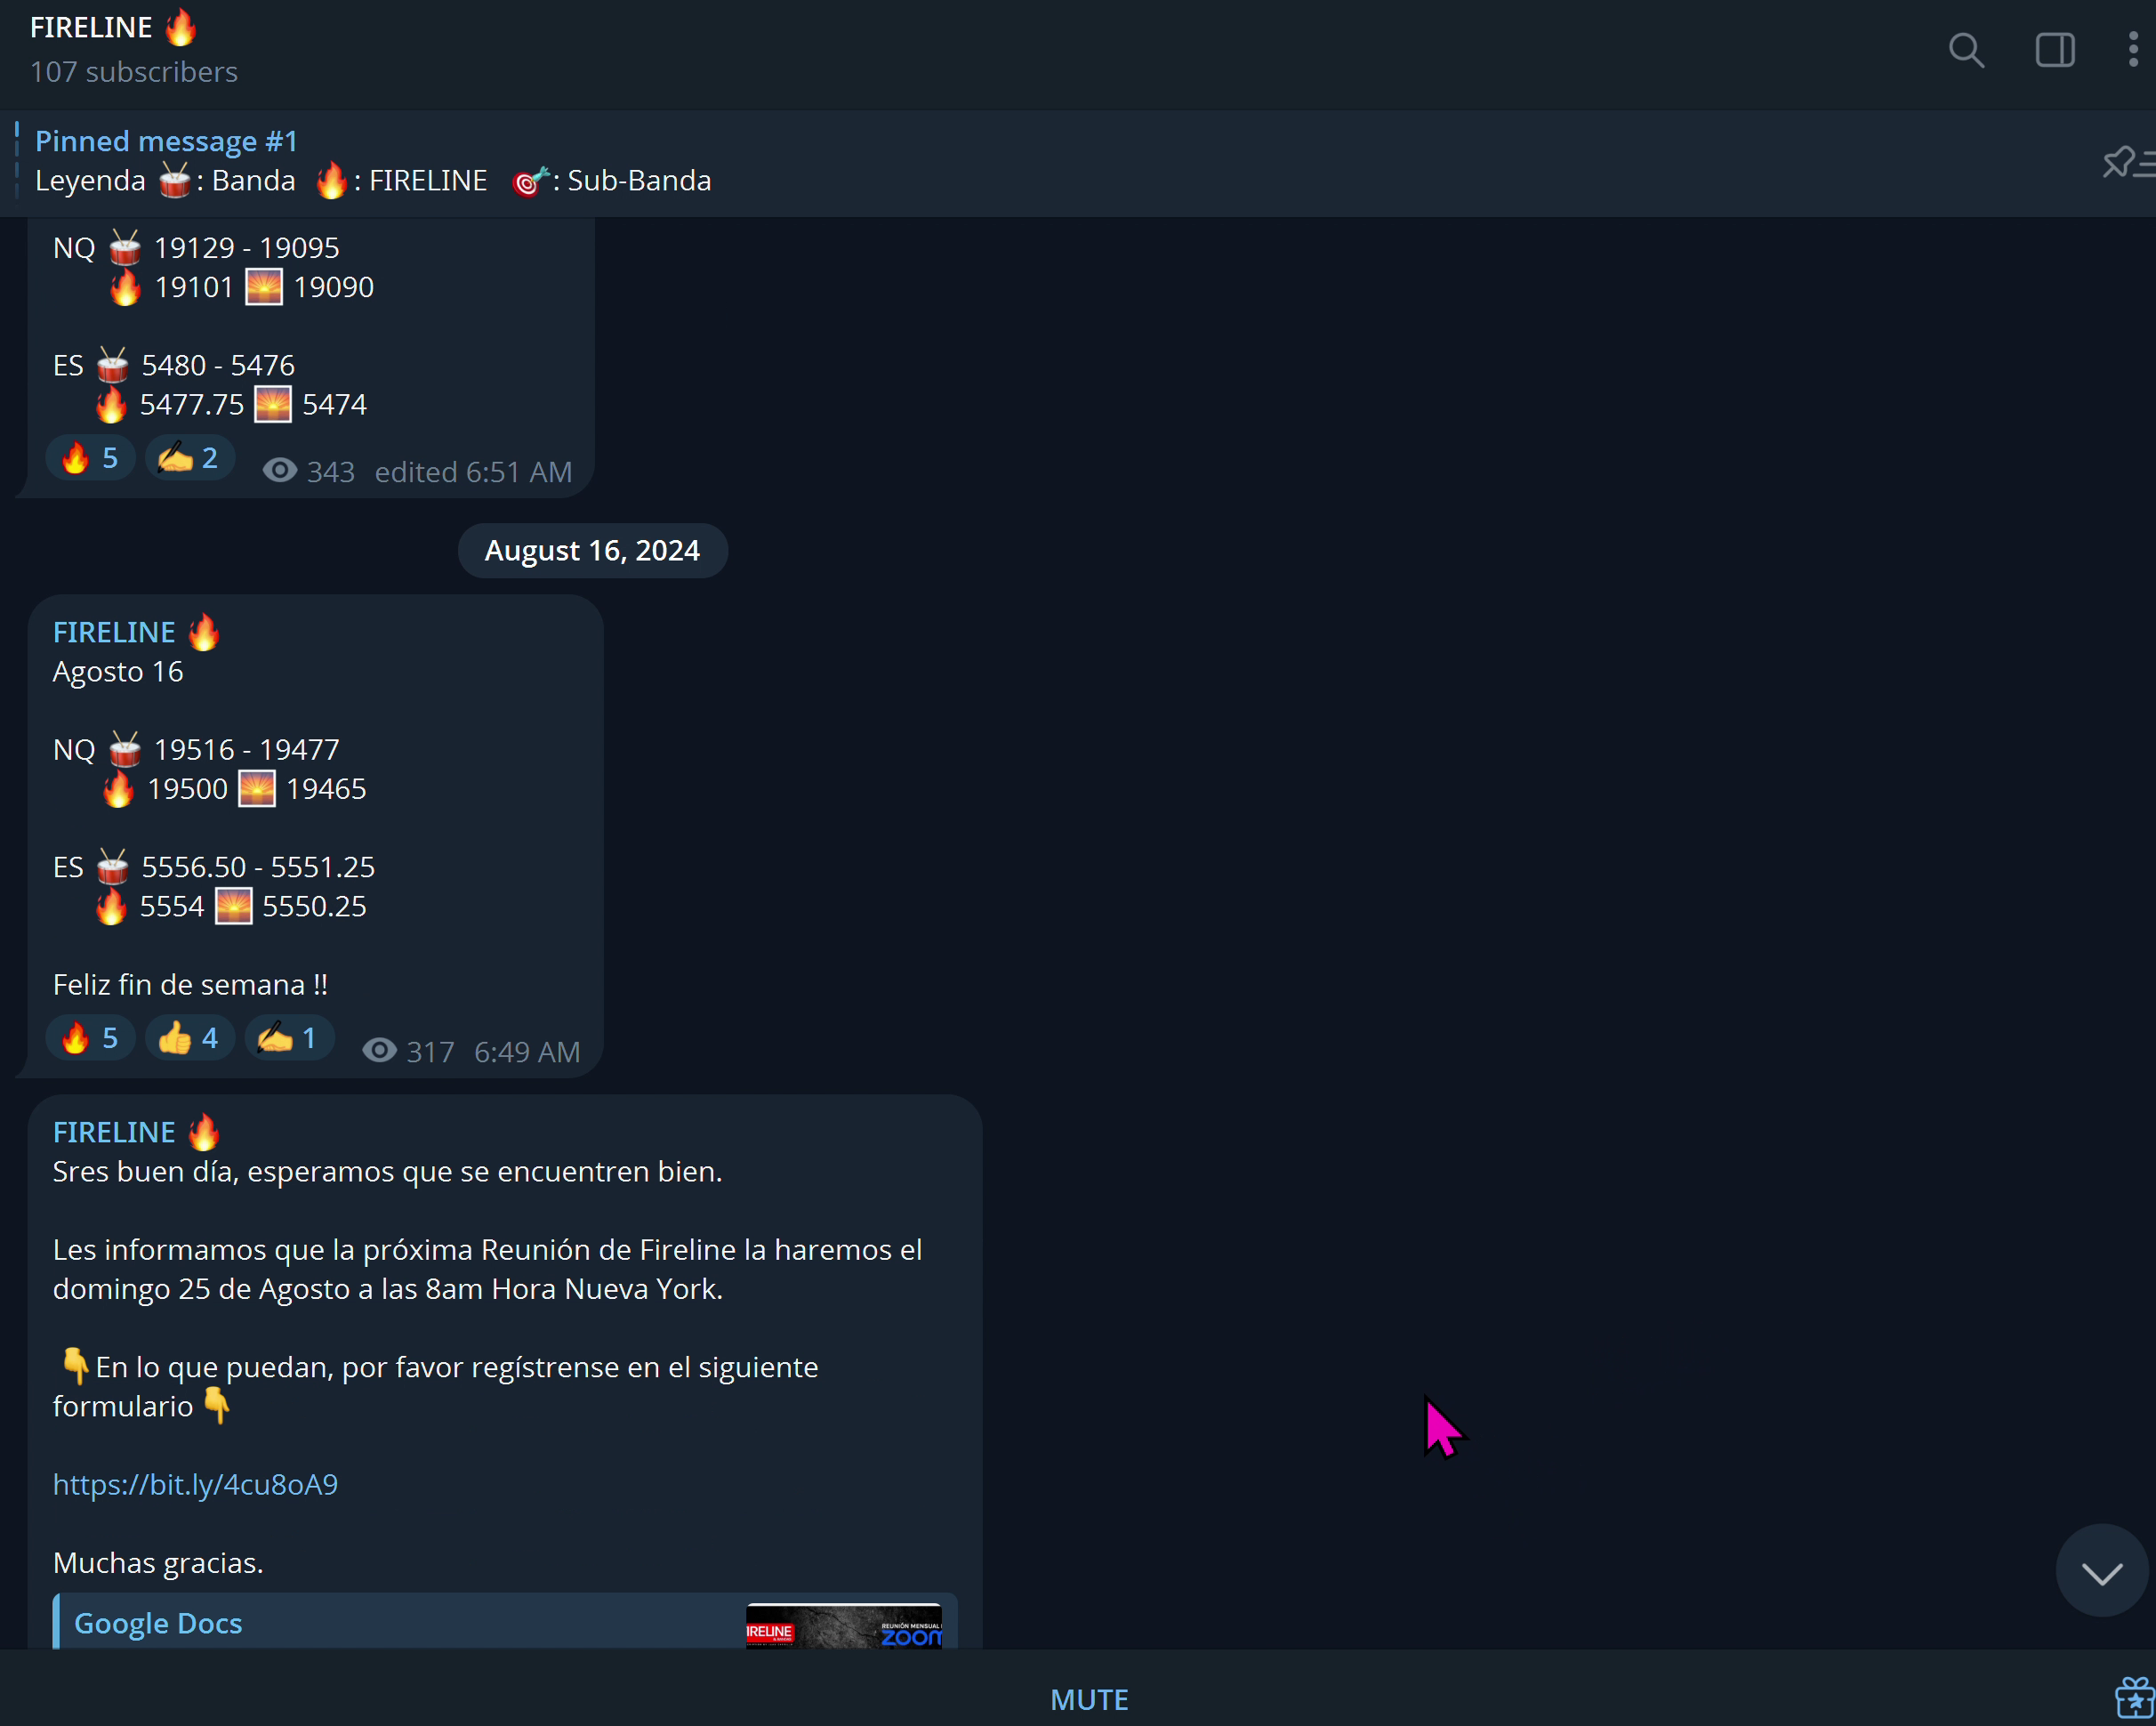 FIRELINE 🔥
107 subscribers
Pinned message #1
Leyenda 🥁: Banda 🔥: FIRELINE 🎯: Sub-Banda
NQ 🥁 19129 - 19095
🔥 19101 🌅 19090
ES 🥁 5480 - 5476
🔥 5477.75 🌅 5474
🔥 5 ✍️ 2 343 edited 6:51 AM
August 16, 2024
FIRELINE 🔥
Agosto 16
NQ 🥁 19516 - 19477
🔥 19500 🌅 19465
ES 🥁 5556.50 - 5551.25
🔥 5554 🌅 5550.25
Feliz fin de semana !!
🔥 5 👍 4 ✍️ 1 317 6:49 AM
FIRELINE 🔥
Sres buen día, esperamos que se encuentren bien.
Les informamos que la próxima Reunión de Fireline la haremos el
domingo 25 de Agosto a las 8am Hora Nueva York.
👇En lo que puedan, por favor regístrense en el siguiente
formulario 👇
https://bit.ly/4cu8oA9
Muchas gracias.
Google Docs
IRELINE
REUNIÓN MENSUAL
ZOOM
MUTE